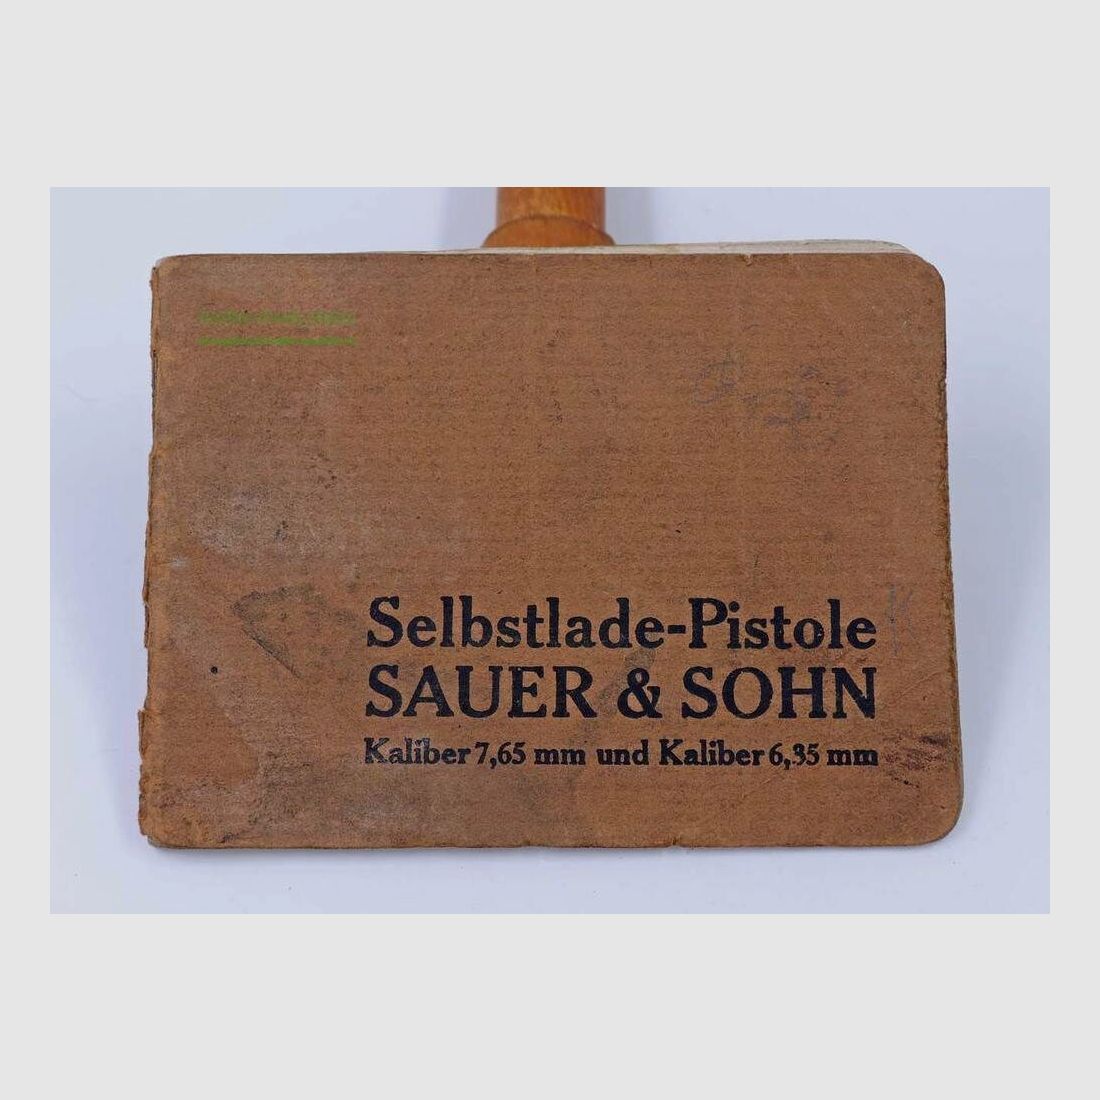 Selbstlade-Pistole
SAUER & SOHN
Kaliber 7,65 mm und Kaliber 6,35 mm